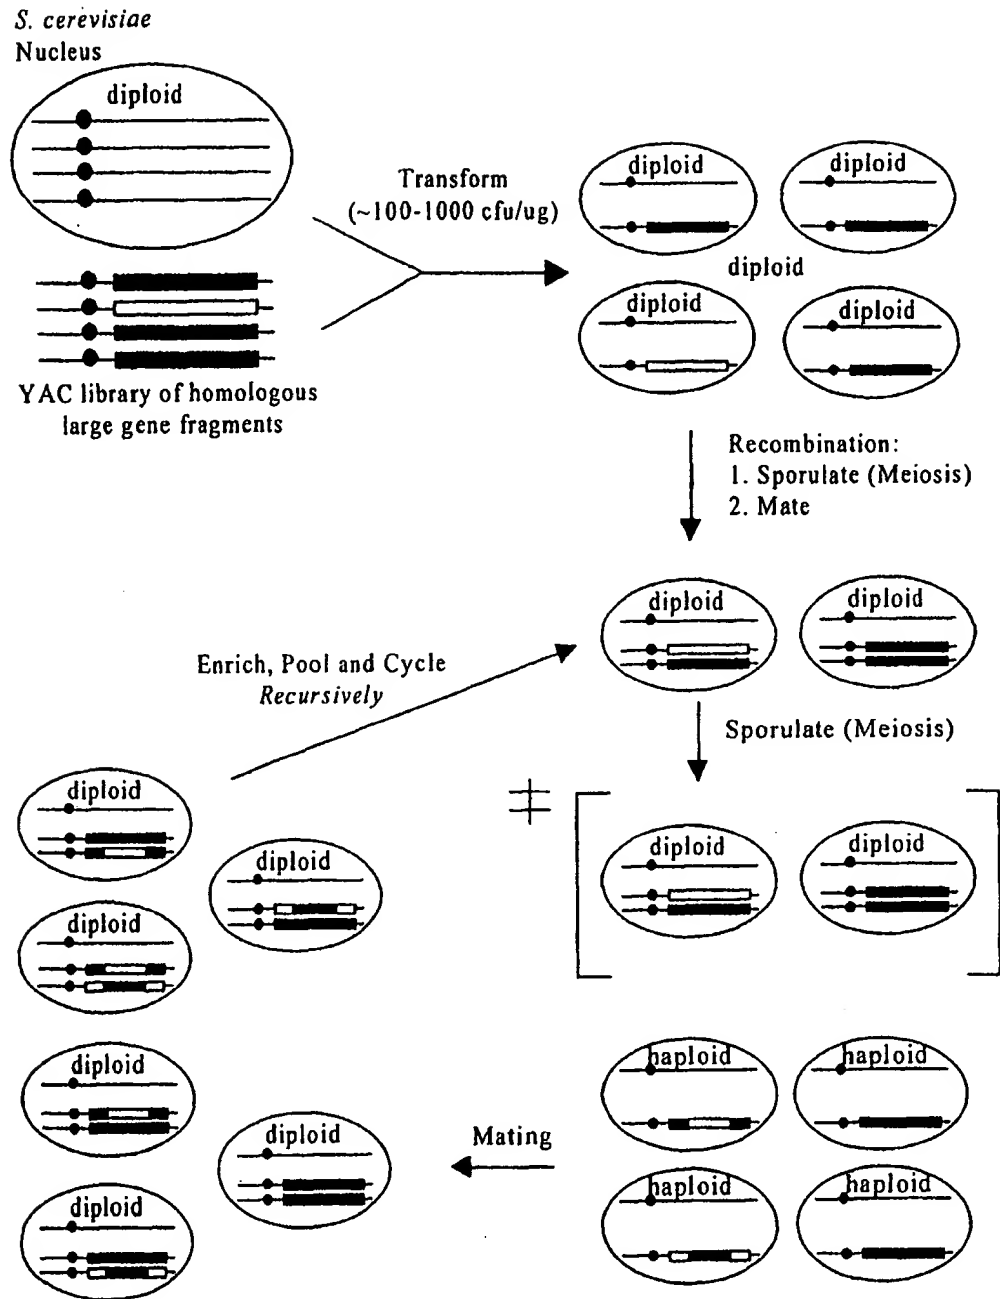 S. cerevisiae
Nucleus
diploid
Transform
(~100-1000 cfu/ug)
YAC library of homologous
large gene fragments
diploid
diploid
diploid
diploid
diploid
Recombination:
1. Sporulate (Meiosis)
2. Mate
diploid
diploid
Enrich, Pool and Cycle
Recursively
Sporulate (Meiosis)
diploid
diploid
diploid
diploid
diploid
haploid
haploid
haploid
haploid
Mating
diploid
diploid
diploid